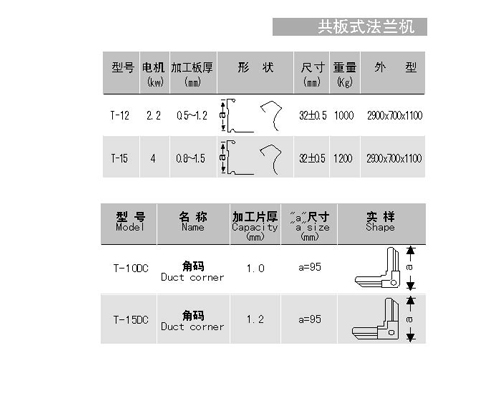 共板式法兰机
型号 电机 加工板厚 形 状 尺寸 重量 外 型
(kw) (mm) (mm) (Kg)
T-12 2.2 0.5~1.2 a 32±0.5 1000 2900x700x1100
T-15 4 0.8~1.5 a 32±0.5 1200 2900x700x1100
型 号 名 称 加工片厚 "a"尺寸 实 样
Model Name Capacity "a"size Shape
(mm) (mm)
T-10DC 角码 1.0 a=95 a
Duct corner
T-15DC 角码 1.2 a=95 a
Duct corner